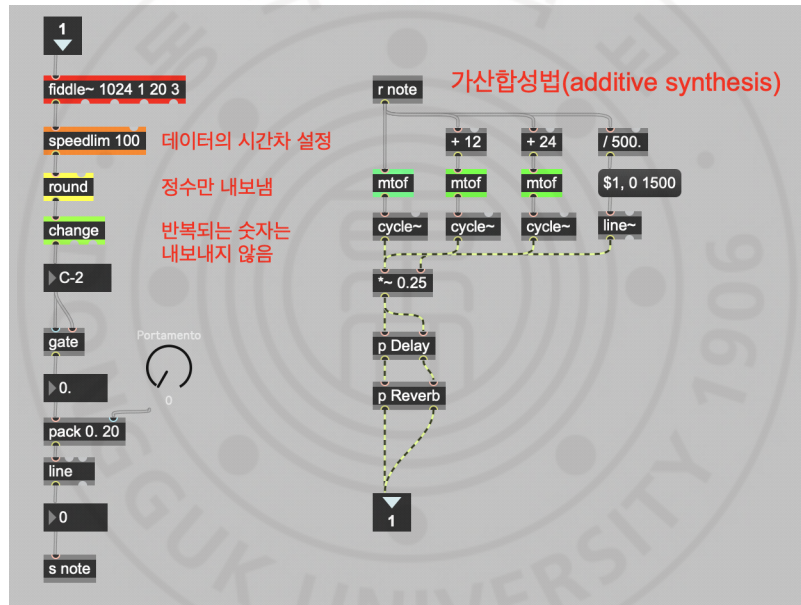 1
fiddle~ 1024 1 20 3
speedlim 100
데이터의 시간차 설정
round
정수만 내보냄
change
반복되는 숫자는
내보내지 않음
C-2
gate
Portamento
0
0.
pack 0. 20
line
0
s note
가산합성법(additive synthesis)
r note
+ 12
+ 24
/ 500.
mtof
mtof
mtof
$1, 0 1500
cycle~
cycle~
cycle~
line~
*~ 0.25
p Delay
p Reverb
1
UNIVERSITY 1906